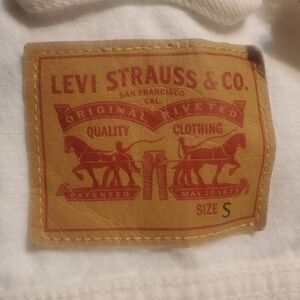 LEVI STRAUSS & CO.
SAN FRANCISCO
CAL.
ORIGINAL RIVETED
QUALITY CLOTHING
PATENTED MAY 20 1873
SIZE S